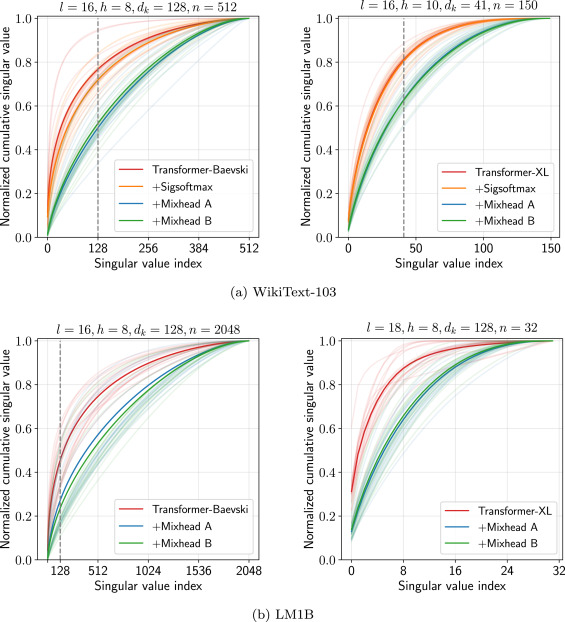 l = 16, h = 8, d_k = 128, n = 512
Normalized cumulative singular value
1.0
0.8
0.6
0.4
0.2
0.0
Transformer-Baevski
+Sigsoftmax
+Mixhead A
+Mixhead B
0 128 256 384 512
Singular value index
l = 16, h = 10, d_k = 41, n = 150
Normalized cumulative singular value
1.0
0.8
0.6
0.4
0.2
0.0
Transformer-XL
+Sigsoftmax
+Mixhead A
+Mixhead B
0 50 100 150
Singular value index
(a) WikiText-103
l = 16, h = 8, d_k = 128, n = 2048
Normalized cumulative singular value
1.0
0.8
0.6
0.4
0.2
0.0
Transformer-Baevski
+Mixhead A
+Mixhead B
128 512 1024 1536 2048
Singular value index
l = 18, h = 8, d_k = 128, n = 32
Normalized cumulative singular value
1.0
0.8
0.6
0.4
0.2
0.0
Transformer-XL
+Mixhead A
+Mixhead B
0 8 16 24 32
Singular value index
(b) LM1B